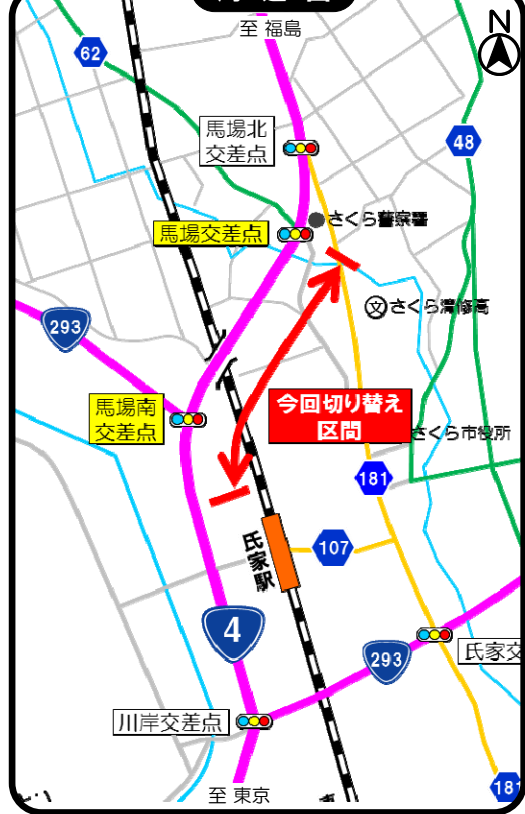 至 福島
N
62
馬場北
交差点
48
さくら警察署
馬場交差点
さくら清修高
文
293
馬場南
交差点
今回切り替え
区間
さくら市役所
181
氏家駅
107
4
293
氏家交
川岸交差点
至 東京
181